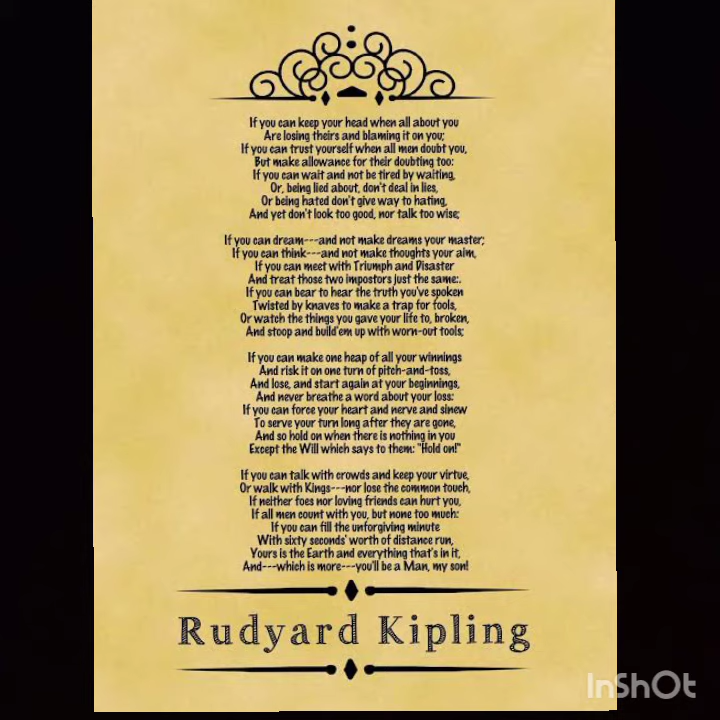 If you can keep your head when all about you
Are losing theirs and blaming it on you;
If you can trust yourself when all men doubt you,
But make allowance for their doubting too:
If you can wait and not be tired by waiting,
Or, being lied about, don't deal in lies,
Or being hated don't give way to hating,
And yet don't look too good, nor talk too wise;
If you can dream---and not make dreams your master;
If you can think---and not make thoughts your aim,
If you can meet with Triumph and Disaster
And treat those two impostors just the same:.
If you can bear to hear the truth you've spoken
Twisted by knaves to make a trap for fools,
Or watch the things you gave your life to, broken,
And stoop and build'em up with worn-out tools;
If you can make one heap of all your winnings
And risk it on one turn of pitch-and-toss,
And lose, and start again at your beginnings,
And never breathe a word about your loss:
If you can force your heart and nerve and sinew
To serve your turn long after they are gone,
And so hold on when there is nothing in you
Except the Will which says to them: "Hold on!"
If you can talk with crowds and keep your virtue,
Or walk with Kings---nor lose the common touch,
If neither foes nor loving friends can hurt you,
If all men count with you, but none too much:
If you can fill the unforgiving minute
With sixty seconds' worth of distance run,
Yours is the Earth and everything that's in it,
And---which is more---you'll be a Man, my son!
Rudyard Kipling
InShOt